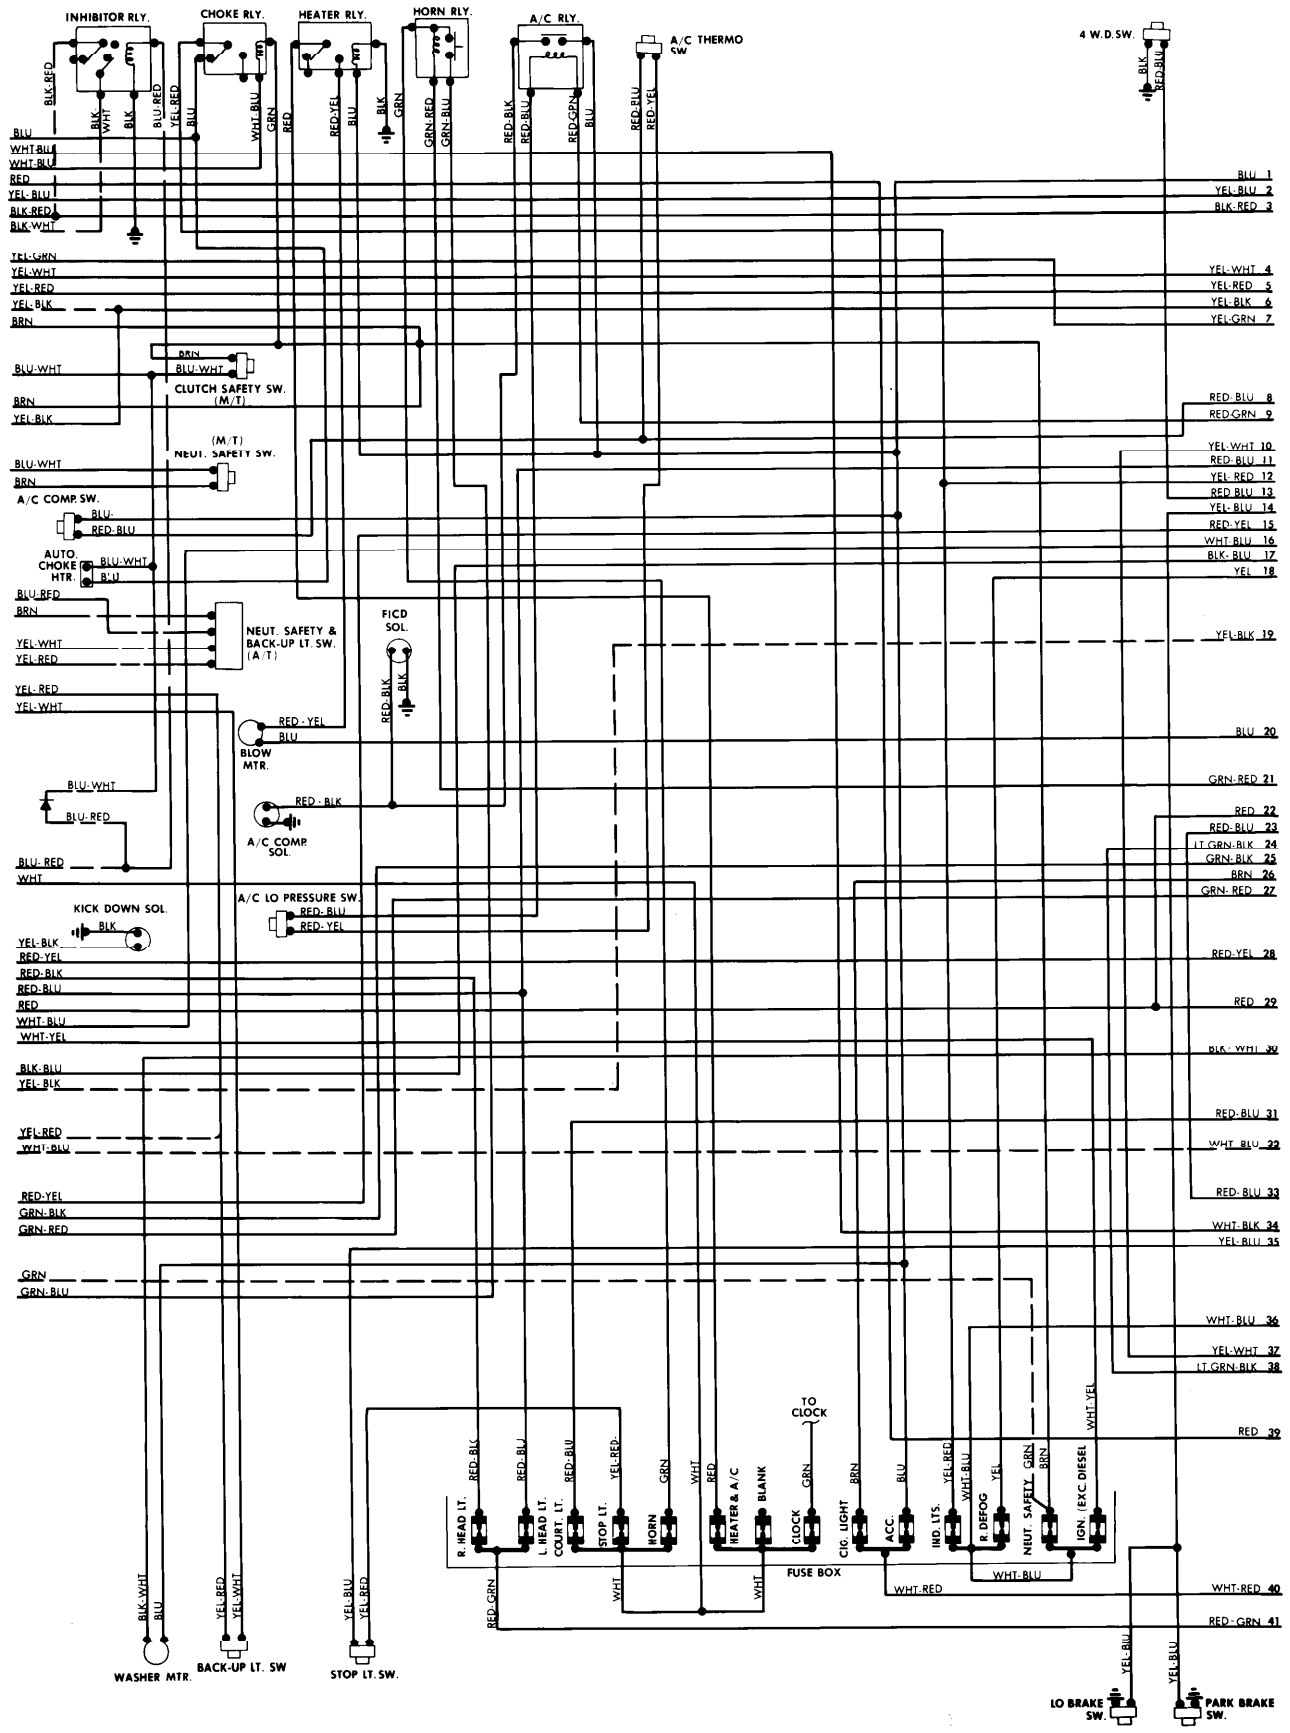 INHIBITOR RLY.
CHOKE RLY.
HEATER RLY.
HORN RLY.
A/C RLY.
A/C THERMO
SW
4 W.D.SW.
BLK-RED
BLK-
WHT
BLK
BLU-RED
YEL-RED
BLU
WHT-BLU
GRN
RED
RED-YEL
BLU
BLK
GRN
GRN-RED
GRN-BLU
RED-BLK
RED-BLU
RED-GRN
BLU
RED-BLU
RED-YEL
BLK
RED-BLU
BLU
WHT-BLU
WHT-BLU
RED
YEL-BLU
BLK-RED
BLK-WHT
YEL-GRN
YEL-WHT
YEL-RED
YEL-BLK
BRN
BLU 1
YEL-BLU 2
BLK-RED 3
YEL-WHT 4
YEL-RED 5
YEL-BLK 6
YEL-GRN 7
BRN
BLU-WHT
BLU-WHT
CLUTCH SAFETY SW.
(M/T)
BRN
YEL-BLK
RED-BLU 8
RED-GRN 9
(M/T)
NEUT. SAFETY SW.
BLU-WHT
BRN
YEL-WHT 10
RED-BLU 11
YEL-RED 12
RED BLU 13
YEL-BLU 14
RED-YEL 15
WHT-BLU 16
BLK-BLU 17
YEL 18
A/C COMP. SW.
BLU-
RED-BLU
AUTO.
CHOKE
HTR.
BLU-WHT
BLU
BLU-RED
BRN
YEL-WHT
YEL-RED
NEUT. SAFETY &
BACK-UP LT. SW.
(A/T)
FICD
SOL.
RED-BLK
BLK
YEL-BLK 19
YEL-RED
YEL-WHT
RED-YEL
BLU
BLOW
MTR.
BLU 20
BLU-WHT
BLU-RED
RED-BLK
A/C COMP.
SOL.
GRN-RED 21
RED 22
RED-BLU 23
LT.GRN-BLK 24
GRN-BLK 25
BRN 26
GRN-RED 27
BLU-RED
WHT
A/C LO PRESSURE SW.
RED-BLU
RED-YEL
KICK DOWN SOL.
BLK
YEL-BLK
RED-YEL
RED-BLK
RED-BLU
RED
WHT-BLU
WHT-YEL
BLK-BLU
YEL-BLK
YEL-RED
WHT-BLU
RED-YEL
GRN-BLK
GRN-RED
GRN
GRN-BLU
RED-YEL 28
RED 29
BLK-WHT 30
RED-BLU 31
WHT BLU 32
RED-BLU 33
WHT-BLK 34
YEL-BLU 35
WHT-BLU 36
YEL-WHT 37
LT.GRN-BLK 38
RED 39
TO
CLOCK
RED-BLK
RED-BLU
RED-BLU
YEL-RED
GRN
WHT
RED
GRN
BRN
BLU
YEL-RED
WHT-BLU
YEL
GRN
BRN
WHT-YEL
R. HEAD LT.
L. HEAD LT.
COURT. LT.
STOP LT.
HORN
HEATER & A/C
BLANK
CLOCK
CIG. LIGHT
ACC.
IND. LTS.
R. DEFOG
NEUT. SAFETY
IGN. (EXC. DIESEL
FUSE BOX
RED-GRN
WHT
WHT
WHT-RED
WHT-BLU
WHT-RED 40
RED-GRN 41
BLK-WHT
BLU
YEL-RED
YEL-WHT
YEL-BLU
YEL-RED
YEL-BLU
YEL-BLU
WASHER MTR.
BACK-UP LT. SW
STOP LT. SW.
LO BRAKE
SW.
PARK BRAKE
SW.